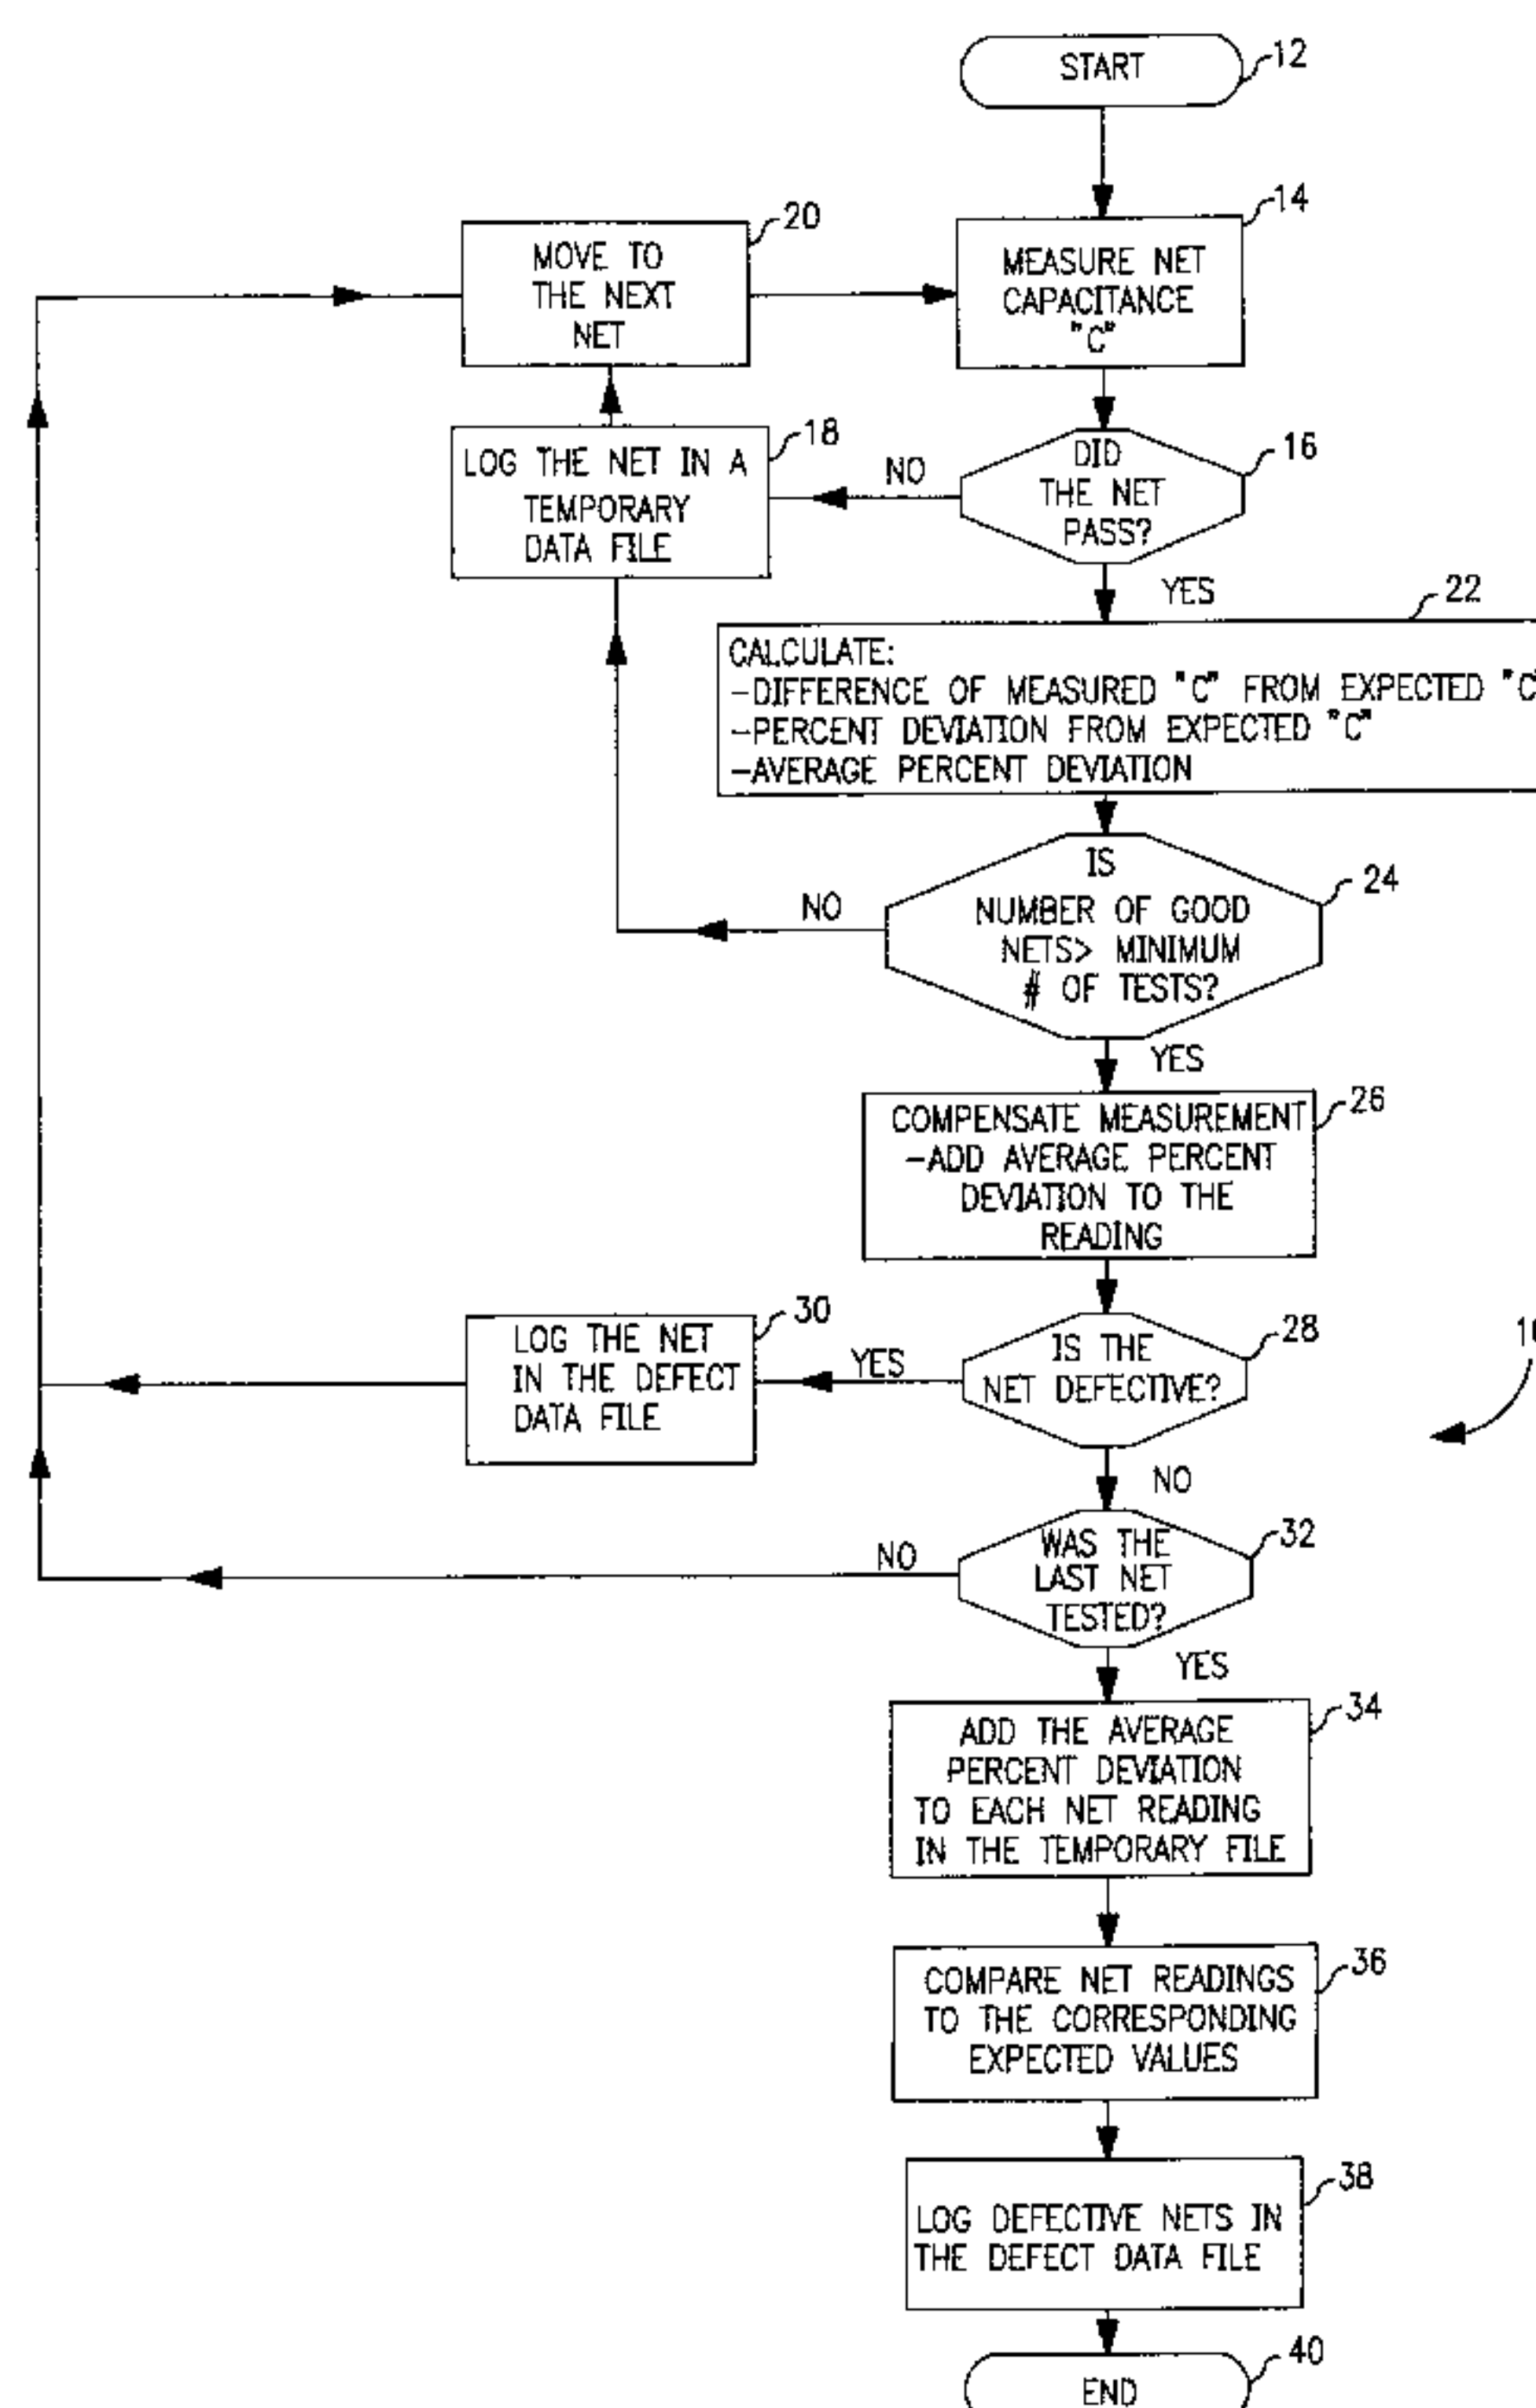 START
12
MEASURE NET
CAPACITANCE
"C"
14
MOVE TO
THE NEXT
NET
20
LOG THE NET IN A
TEMPORARY
DATA FILE
18
NO
DID
THE NET
PASS?
16
YES
22
CALCULATE:
-DIFFERENCE OF MEASURED "C" FROM EXPECTED "C"
-PERCENT DEVIATION FROM EXPECTED "C"
-AVERAGE PERCENT DEVIATION
NO
IS
NUMBER OF GOOD
NETS> MINIMUM
# OF TESTS?
24
YES
COMPENSATE MEASUREMENT
-ADD AVERAGE PERCENT
DEVIATION TO THE
READING
26
LOG THE NET
IN THE DEFECT
DATA FILE
30
YES
IS THE
NET DEFECTIVE?
28
NO
NO
WAS THE
LAST NET
TESTED?
32
YES
ADD THE AVERAGE
PERCENT DEVIATION
TO EACH NET READING
IN THE TEMPORARY FILE
34
COMPARE NET READINGS
TO THE CORRESPONDING
EXPECTED VALUES
36
LOG DEFECTIVE NETS IN
THE DEFECT DATA FILE
38
END
40